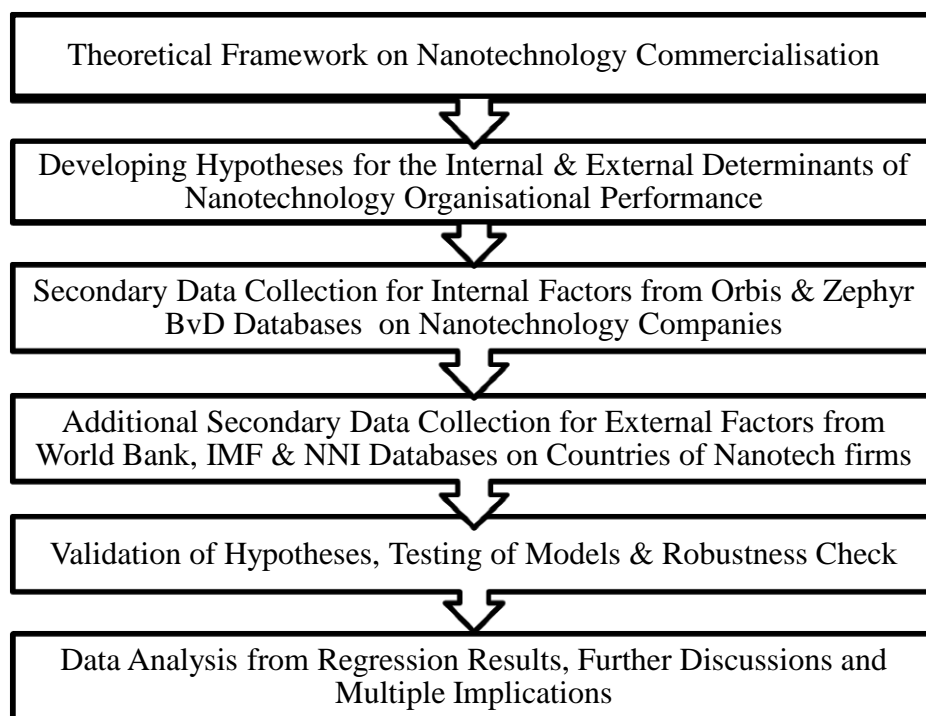 Theoretical Framework on Nanotechnology Commercialisation
Developing Hypotheses for the Internal & External Determinants of
Nanotechnology Organisational Performance
Secondary Data Collection for Internal Factors from Orbis & Zephyr
BvD Databases on Nanotechnology Companies
Additional Secondary Data Collection for External Factors from
World Bank, IMF & NNI Databases on Countries of Nanotech firms
Validation of Hypotheses, Testing of Models & Robustness Check
Data Analysis from Regression Results, Further Discussions and
Multiple Implications